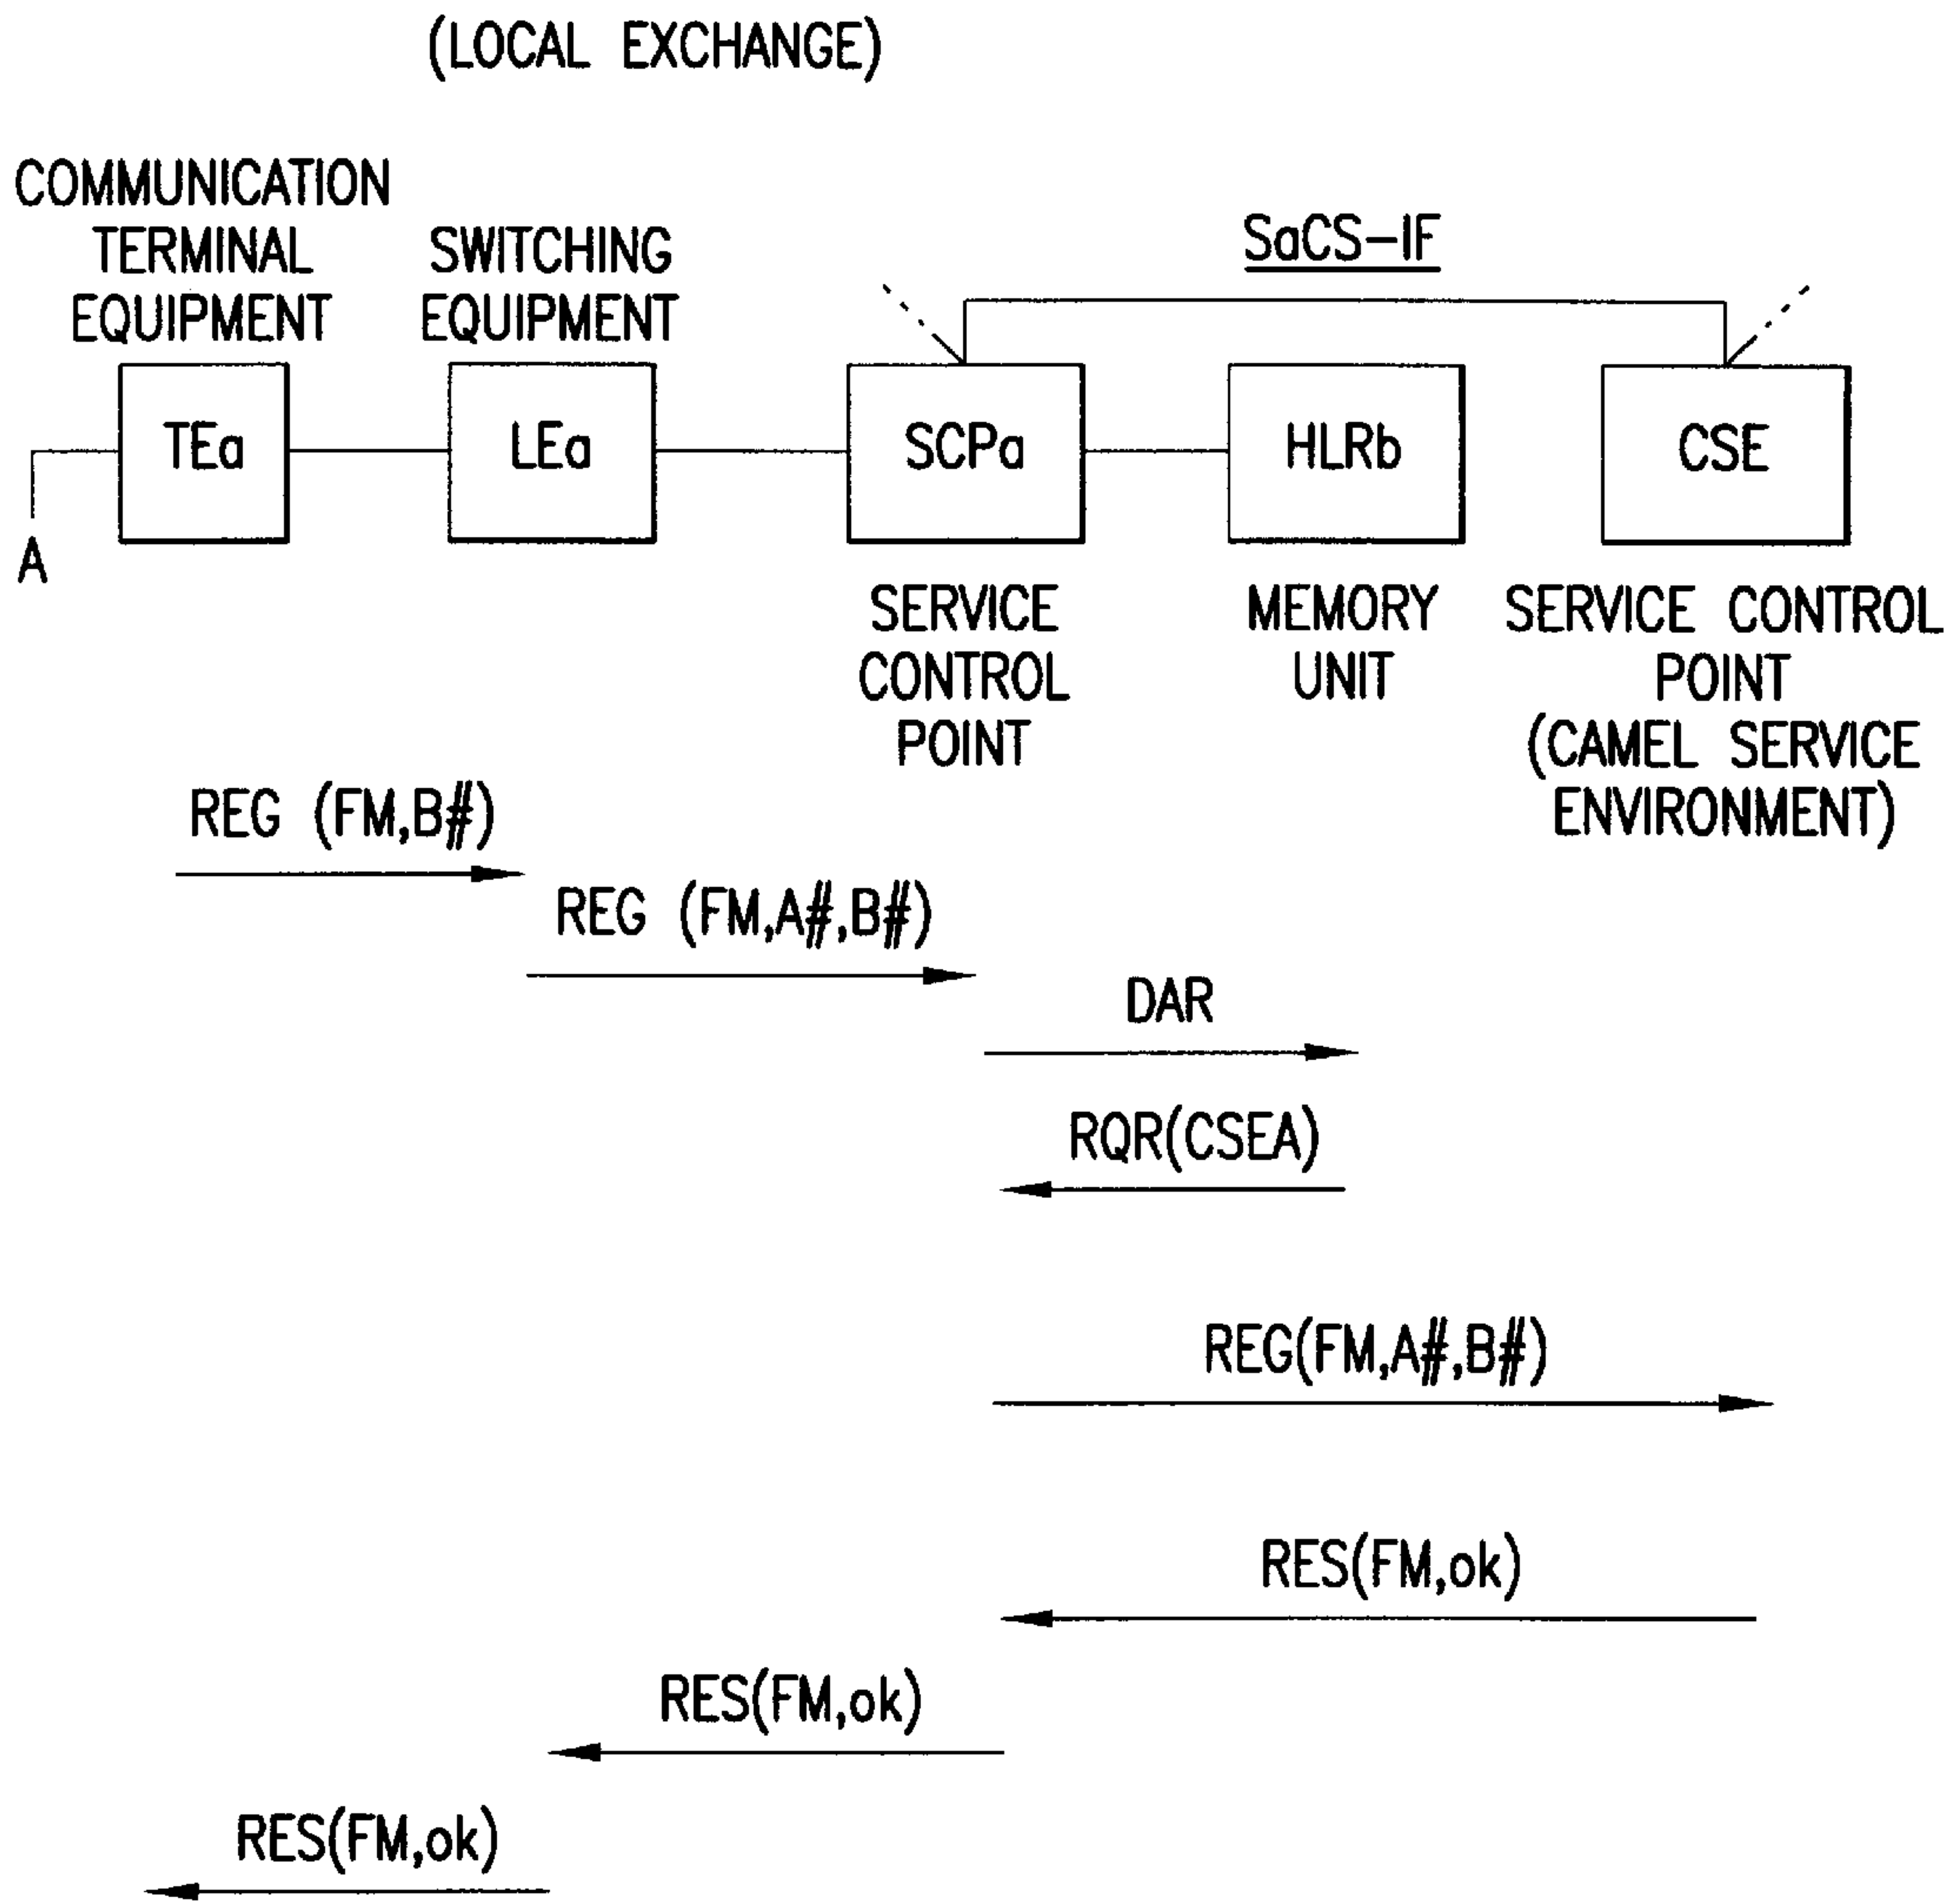 (LOCAL EXCHANGE)
COMMUNICATION
TERMINAL
EQUIPMENT
SWITCHING
EQUIPMENT
SaCS-IF
TEa
LEa
SCPa
HLRb
CSE
A
SERVICE
CONTROL
POINT
MEMORY
UNIT
SERVICE CONTROL
POINT
(CAMEL SERVICE
ENVIRONMENT)
REG (FM,B#)
REG (FM,A#,B#)
DAR
RQR(CSEA)
REG(FM,A#,B#)
RES(FM,ok)
RES(FM,ok)
RES(FM,ok)